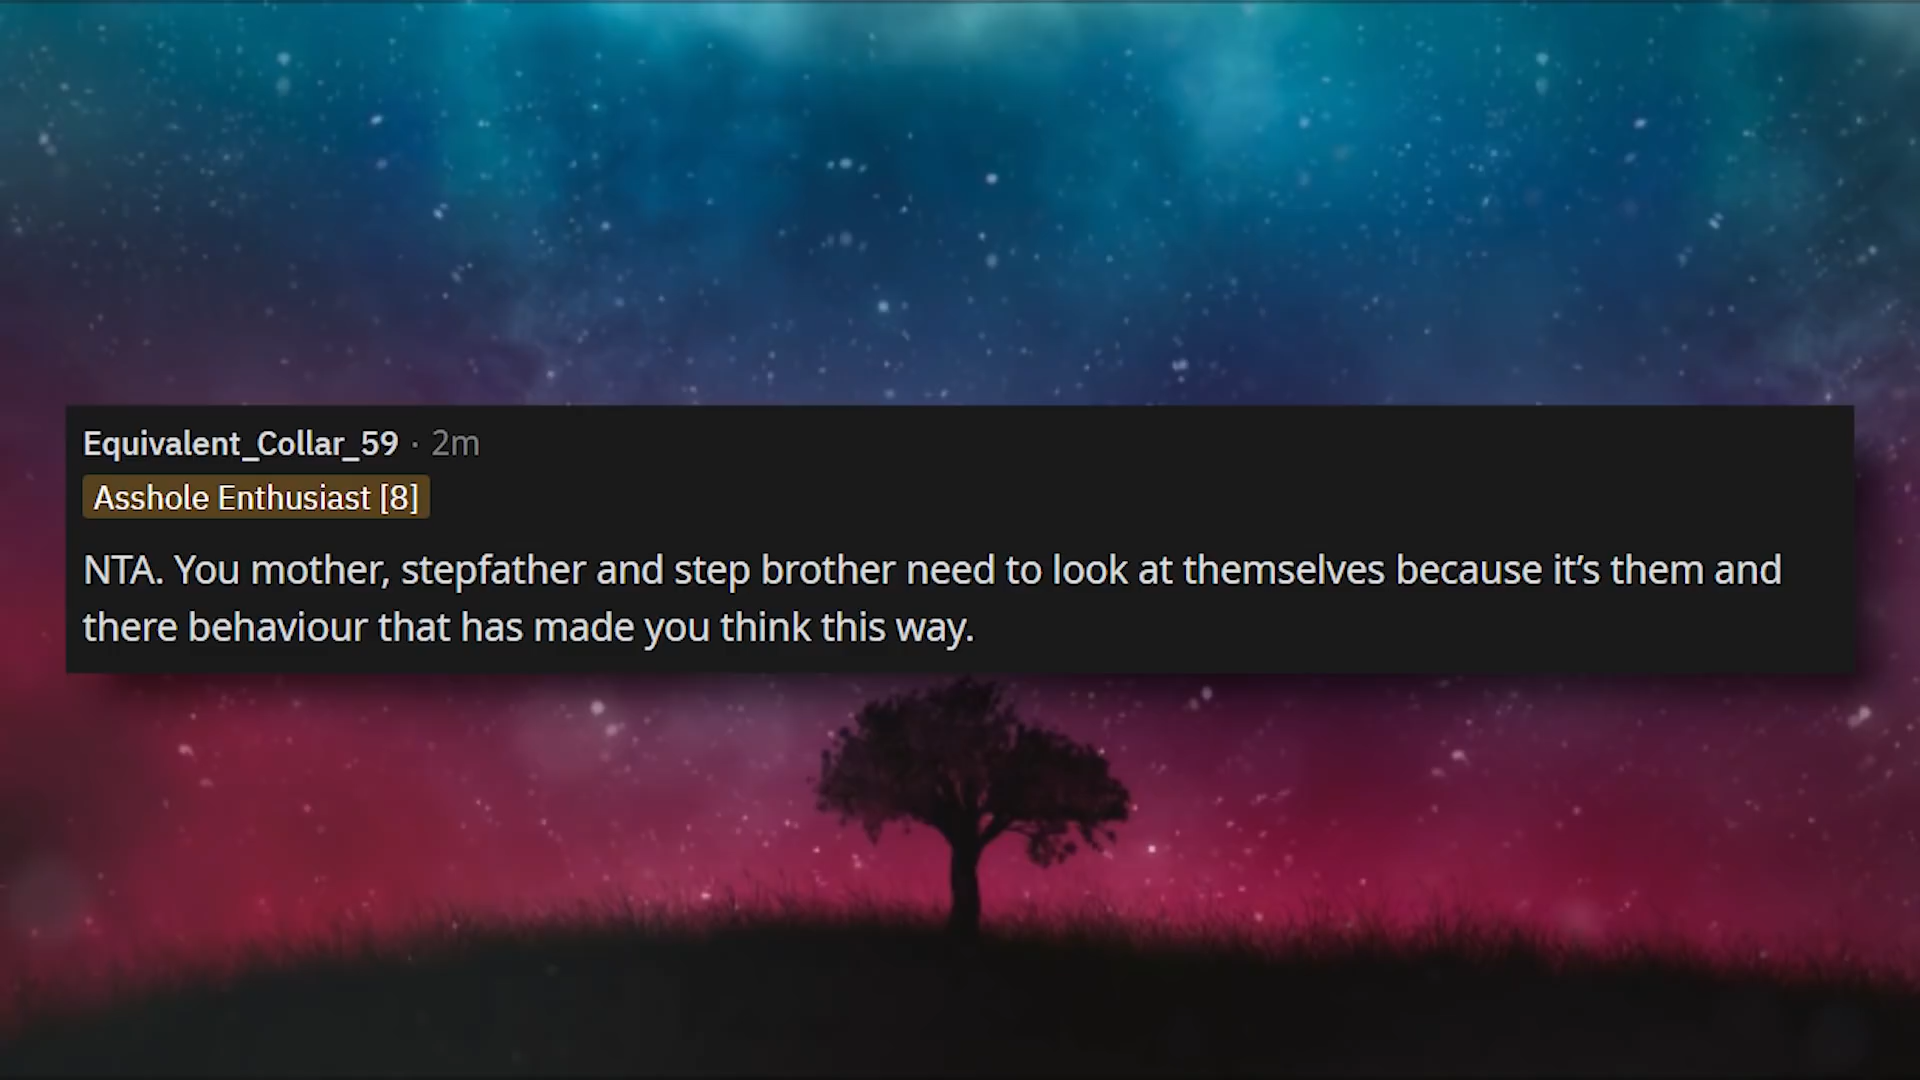 Equivalent_Collar_59 · 2m
Asshole Enthusiast [8]
NTA. You mother, stepfather and step brother need to look at themselves because it’s them and
there behaviour that has made you think this way.